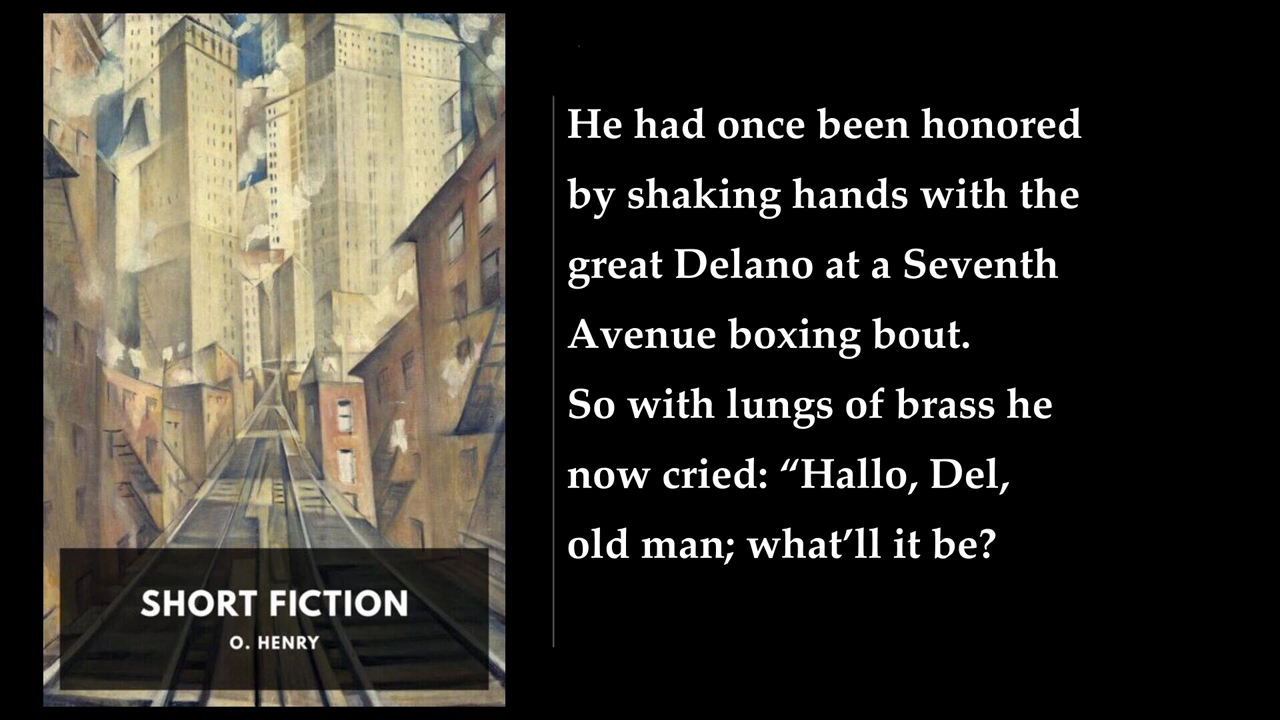 SHORT FICTION
O. HENRY
He had once been honored
by shaking hands with the
great Delano at a Seventh
Avenue boxing bout.
So with lungs of brass he
now cried: “Hallo, Del,
old man; what’ll it be?